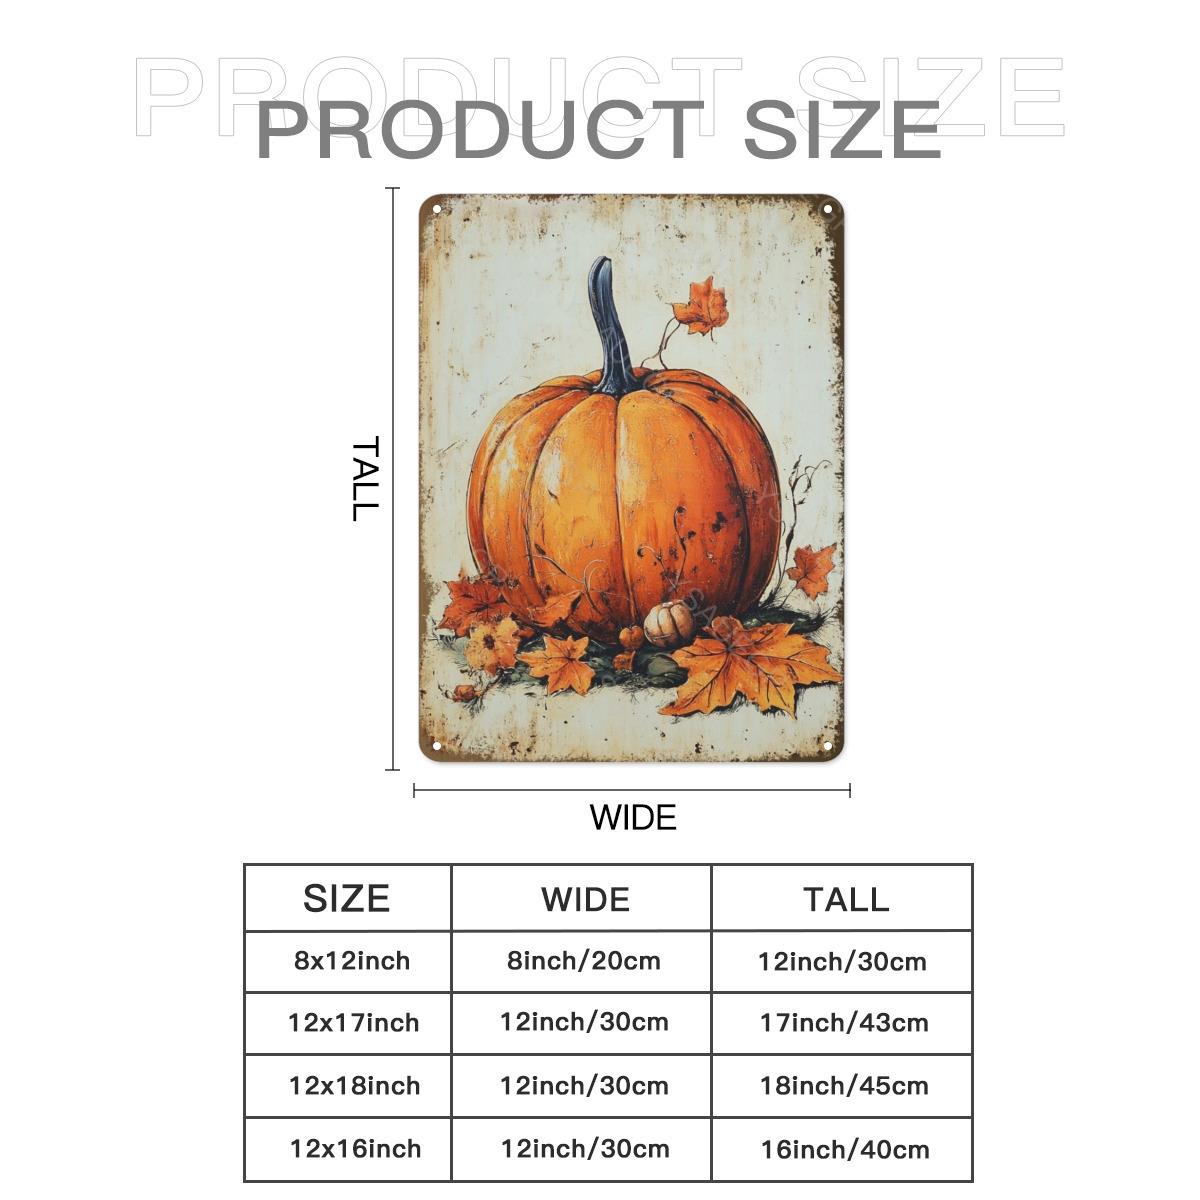 PRODUCT SIZE
PRODUCT SIZE
TALL
WIDE
SIZE WIDE TALL
8x12inch 8inch/20cm 12inch/30cm
12x17inch 12inch/30cm 17inch/43cm
12x18inch 12inch/30cm 18inch/45cm
12x16inch 12inch/30cm 16inch/40cm